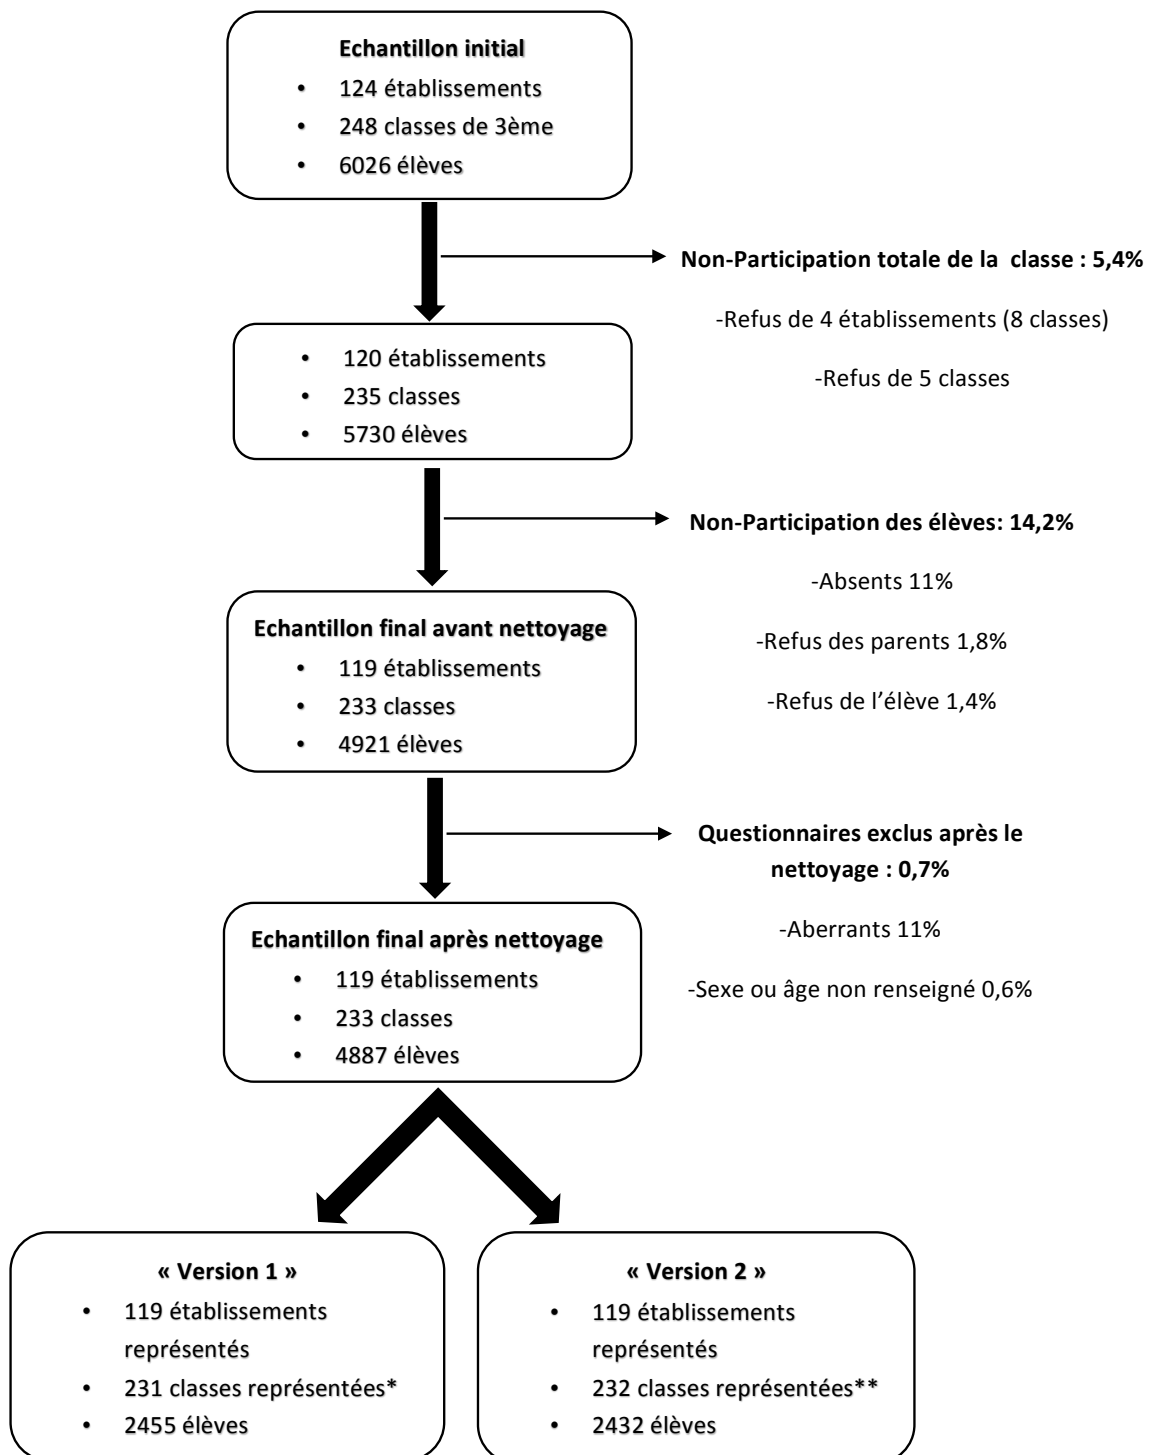 Echantillon initial
• 124 établissements
• 248 classes de 3ème
• 6026 élèves
Non-Participation totale de la classe : 5,4%
-Refus de 4 établissements (8 classes)
-Refus de 5 classes
• 120 établissements
• 235 classes
• 5730 élèves
Non-Participation des élèves: 14,2%
-Absents 11%
-Refus des parents 1,8%
-Refus de l’élève 1,4%
Echantillon final avant nettoyage
• 119 établissements
• 233 classes
• 4921 élèves
Questionnaires exclus après le
nettoyage : 0,7%
-Aberrants 11%
-Sexe ou âge non renseigné 0,6%
Echantillon final après nettoyage
• 119 établissements
• 233 classes
• 4887 élèves
« Version 1 »
• 119 établissements
représentés
• 231 classes représentées*
• 2455 élèves
« Version 2 »
• 119 établissements
représentés
• 232 classes représentées**
• 2432 élèves